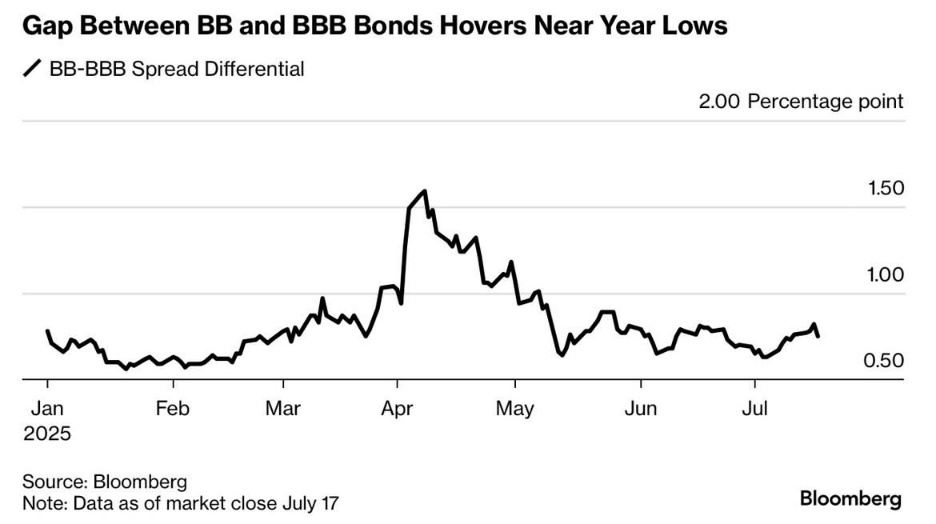 Gap Between BB and BBB Bonds Hovers Near Year Lows
BB-BBB Spread Differential
2.00 Percentage point
1.50
1.00
0.50
Jan Feb Mar Apr May Jun Jul
2025
Source: Bloomberg
Note: Data as of market close July 17
Bloomberg